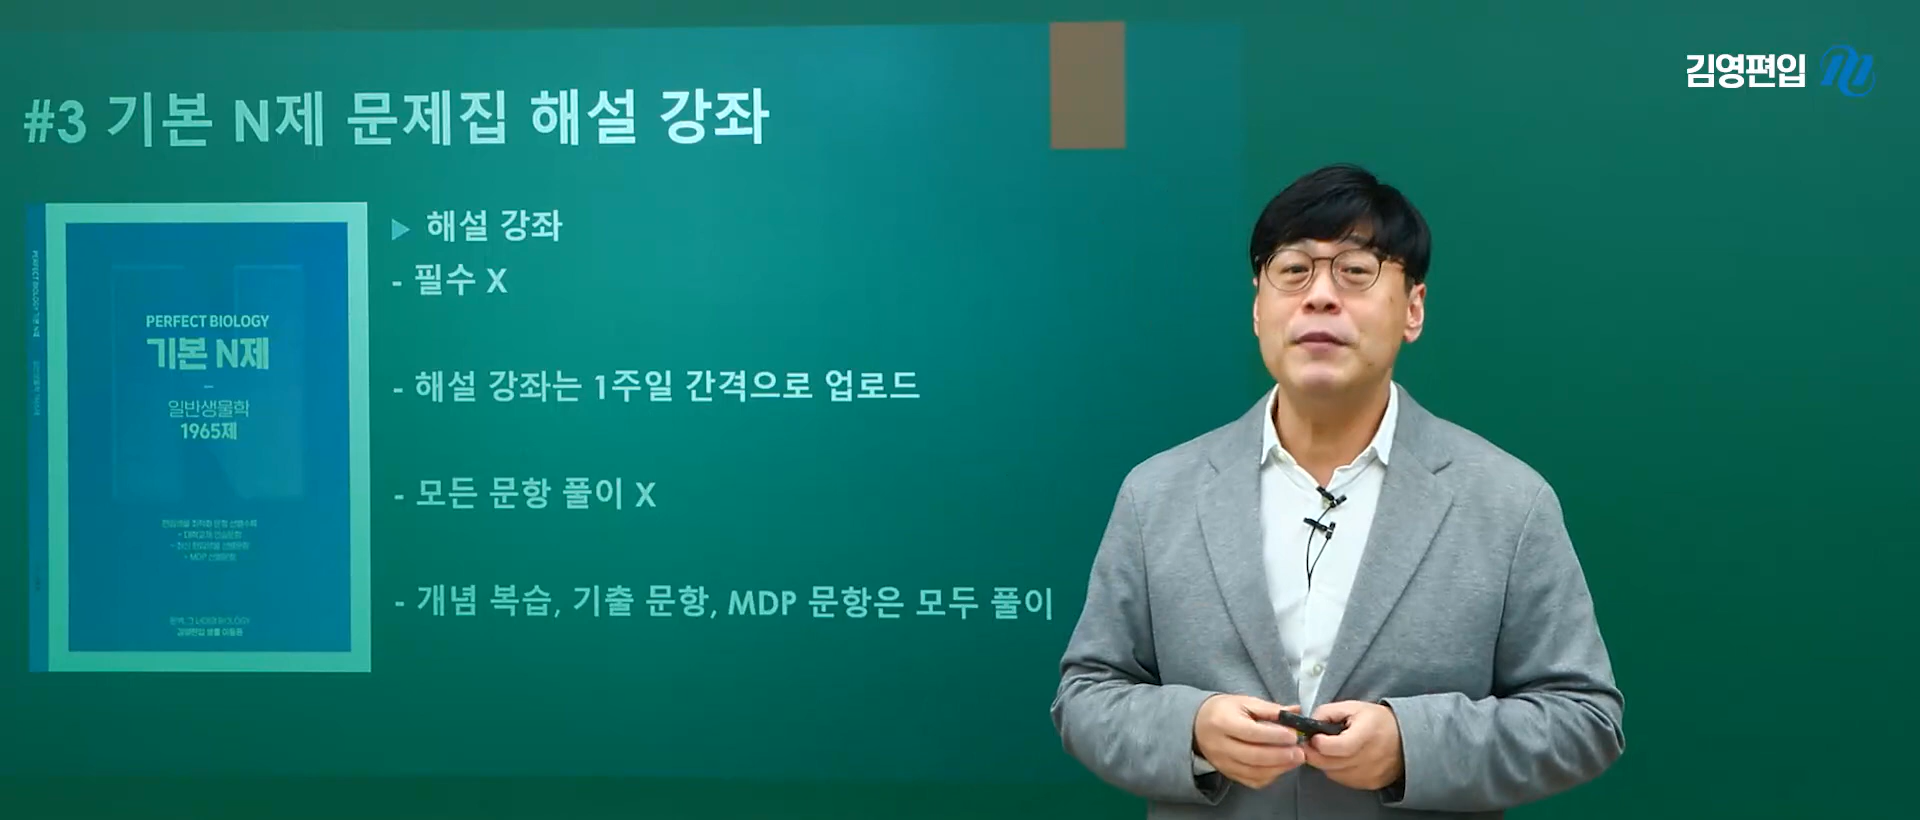 김영편입
#3 기본 N제 문제집 해설 강좌
▶ 해설 강좌
- 필수 X
- 해설 강좌는 1주일 간격으로 업로드
- 모든 문항 풀이 X
- 개념 복습, 기출 문항, MDP 문항은 모두 풀이
PERFECT BIOLOGY
기본 N제
일반생물학
1965제